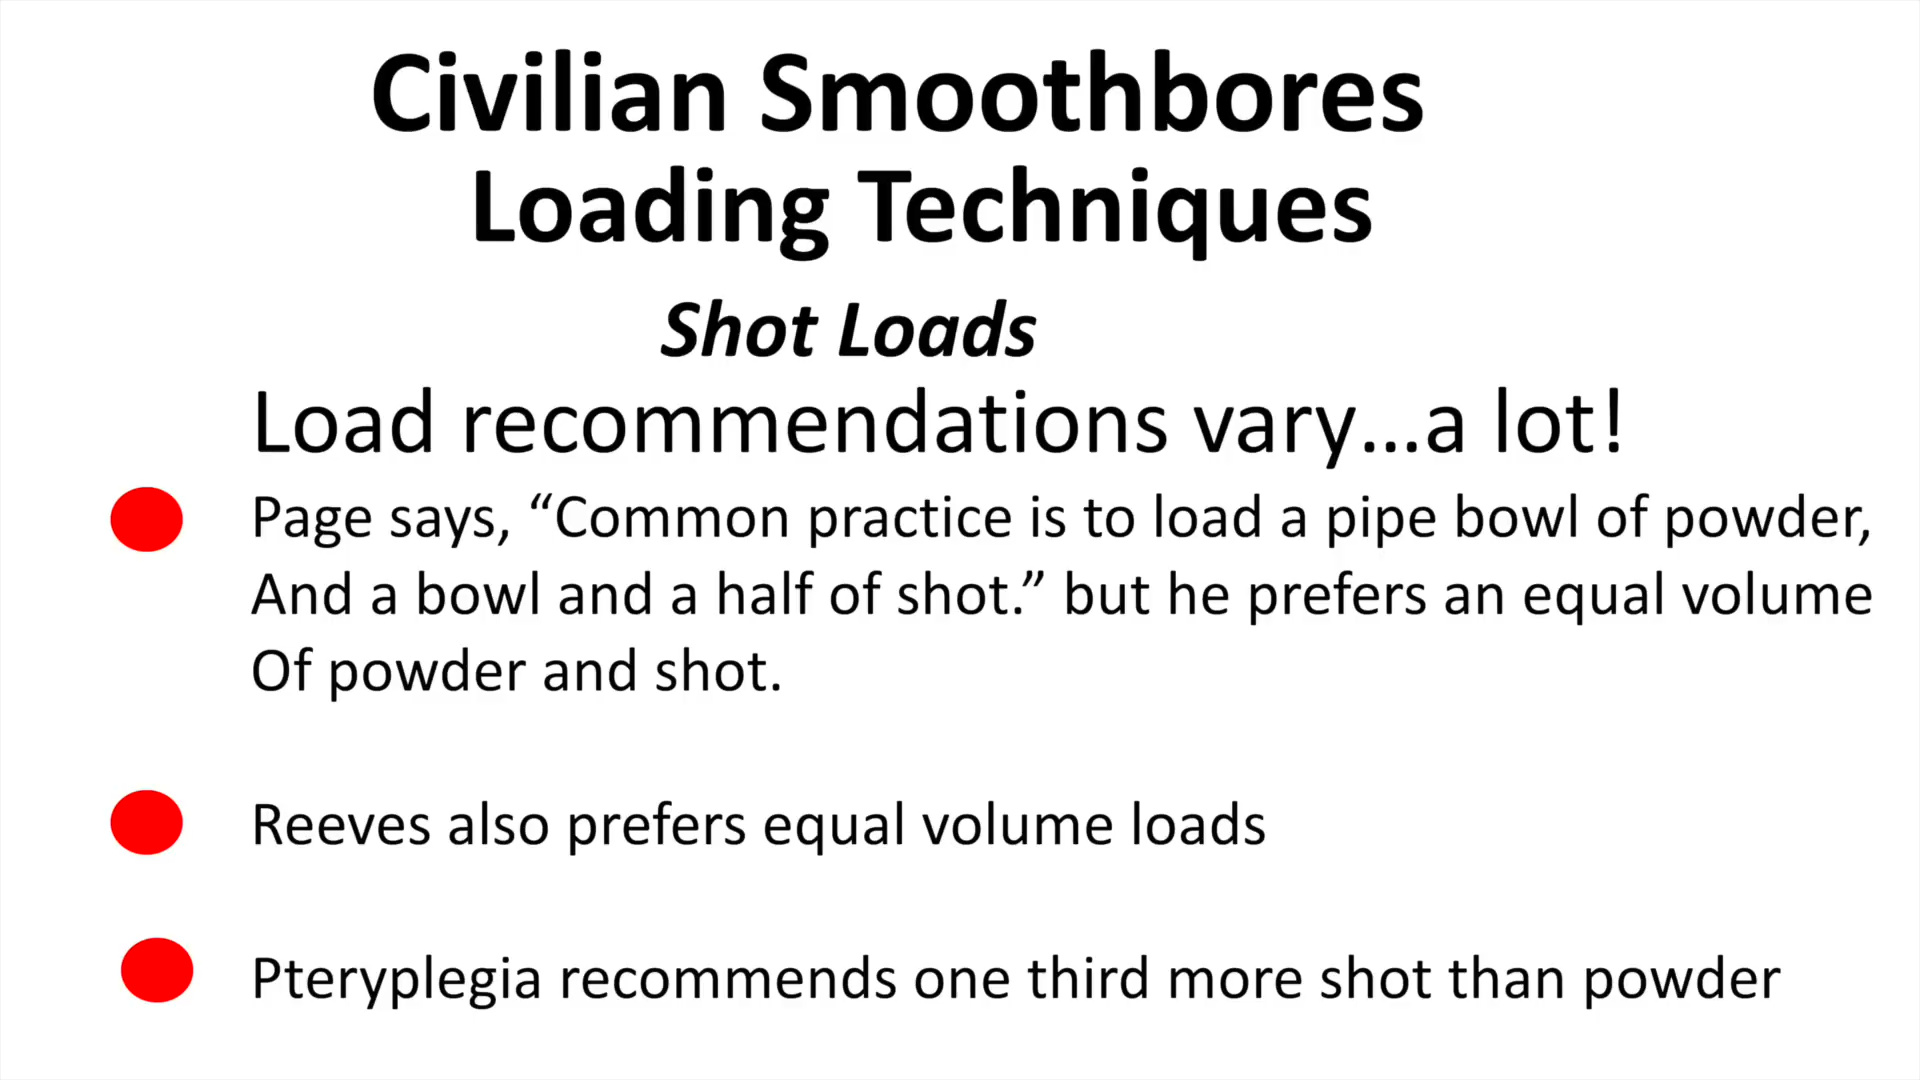 Civilian Smoothbores
Loading Techniques
Shot Loads
Load recommendations vary...a lot!
Page says, “Common practice is to load a pipe bowl of powder,
And a bowl and a half of shot.” but he prefers an equal volume
Of powder and shot.
Reeves also prefers equal volume loads
Pteryplegia recommends one third more shot than powder